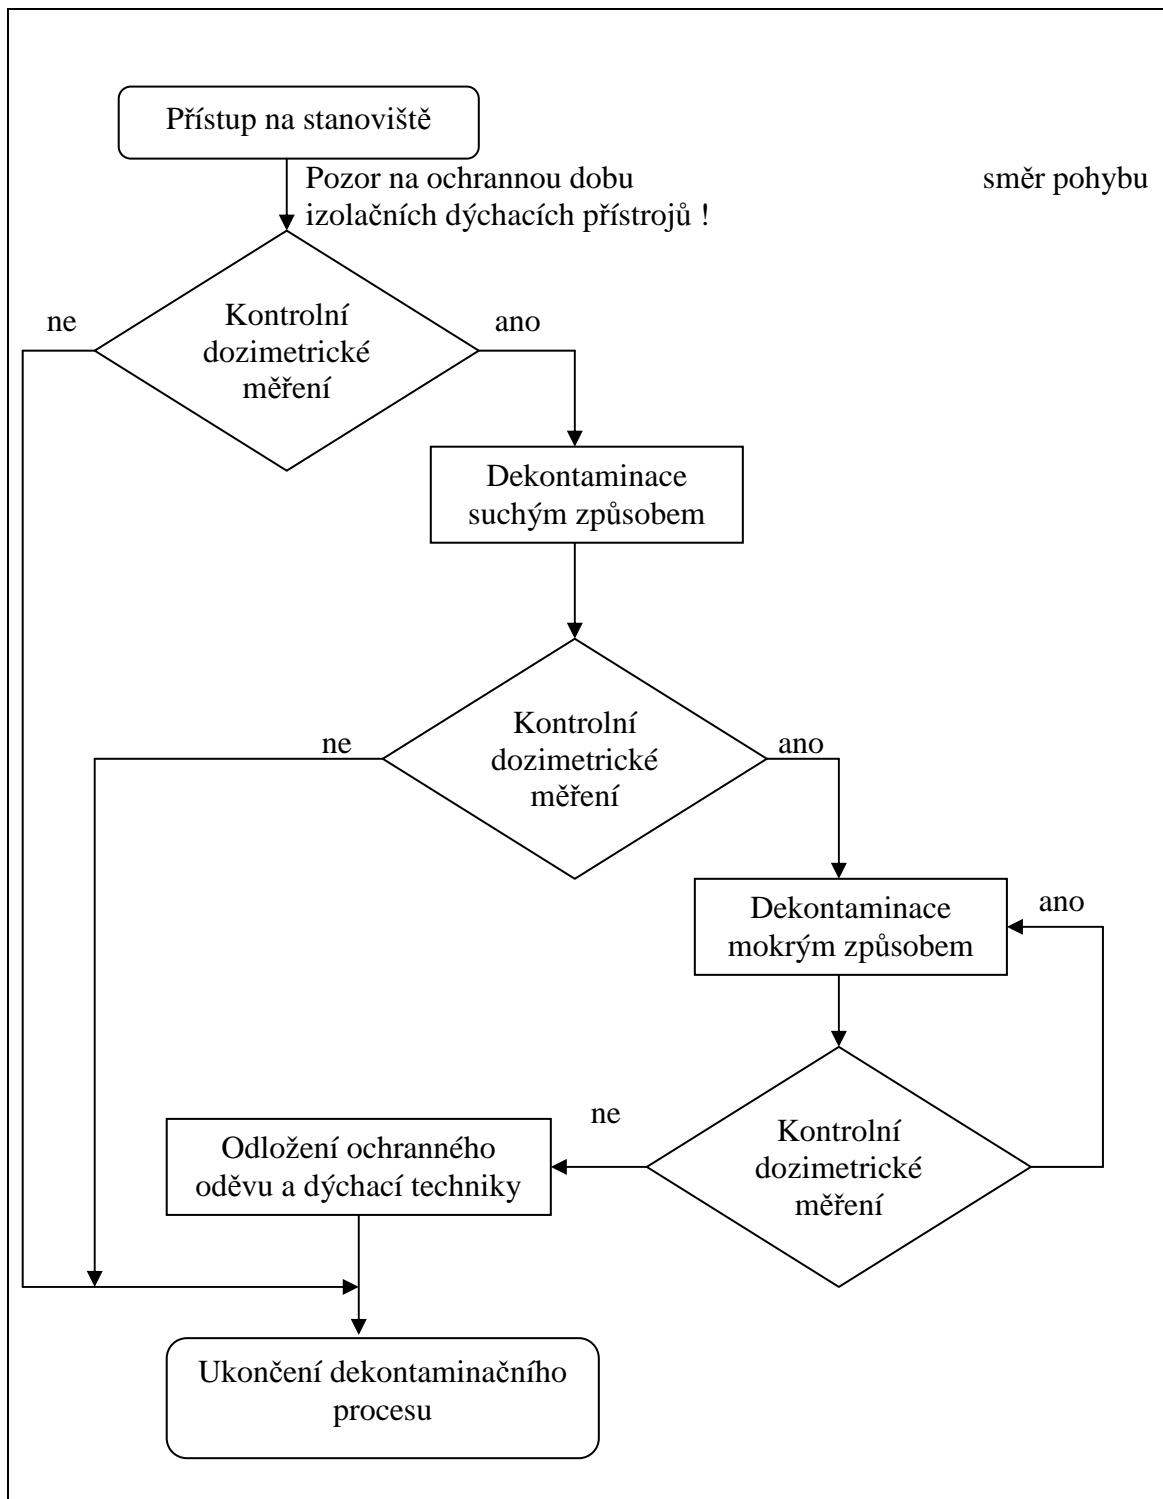 Přístup na stanoviště
Pozor na ochrannou dobu
izolačních dýchacích přístrojů !
směr pohybu
ne
ano
Kontrolní
dozimetrické
měření
Dekontaminace
suchým způsobem
ne
ano
Kontrolní
dozimetrické
měření
Dekontaminace
mokrým způsobem
ano
ne
Kontrolní
dozimetrické
měření
Odložení ochranného
oděvu a dýchací techniky
Ukončení dekontaminačního
procesu